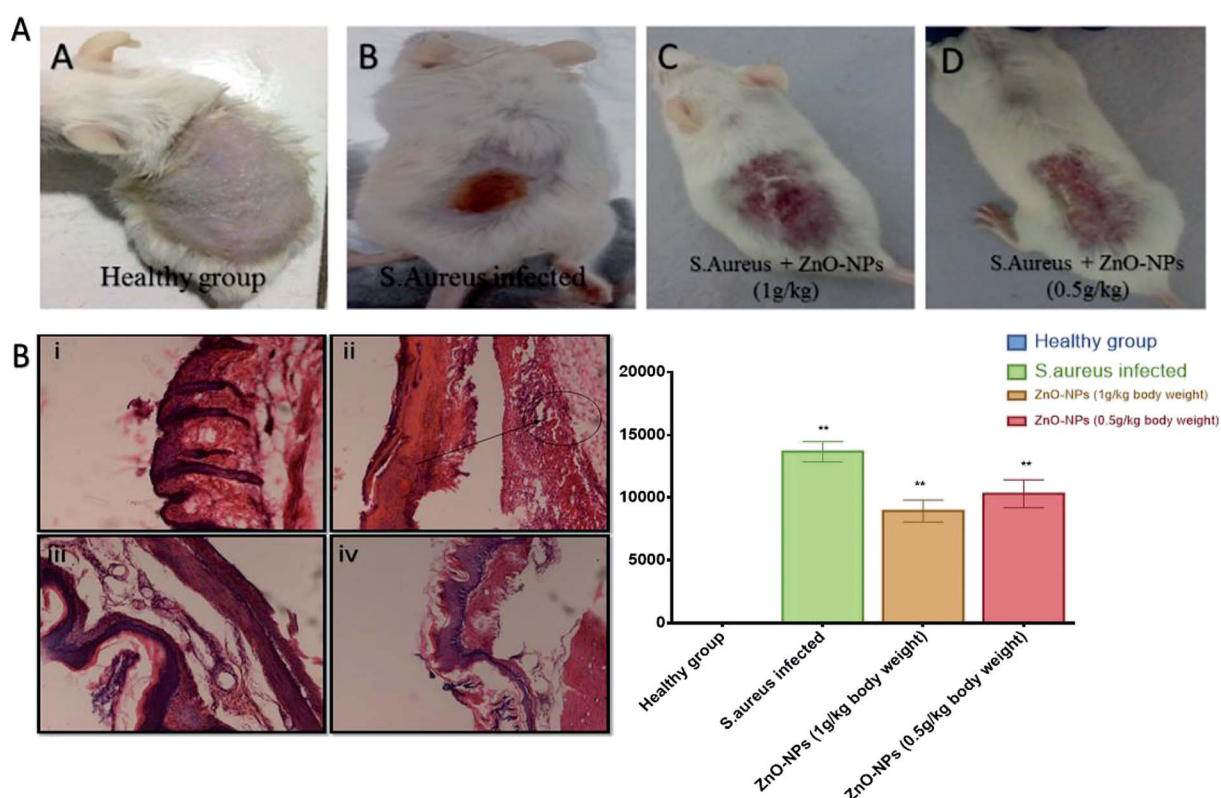 A
A
Healthy group
B
S.Aureus infected
C
S.Aureus + ZnO-NPs
(1g/kg)
D
S.Aureus + ZnO-NPs
(0.5g/kg)
B
i
ii
iii
iv
Healthy group
S.aureus infected
ZnO-NPs (1g/kg body weight)
ZnO-NPs (0.5g/kg body weight)
20000
15000
10000
5000
0
**
**
**
Healthy group
S.aureus infected
ZnO-NPs (1g/kg body weight)
ZnO-NPs (0.5g/kg body weight)